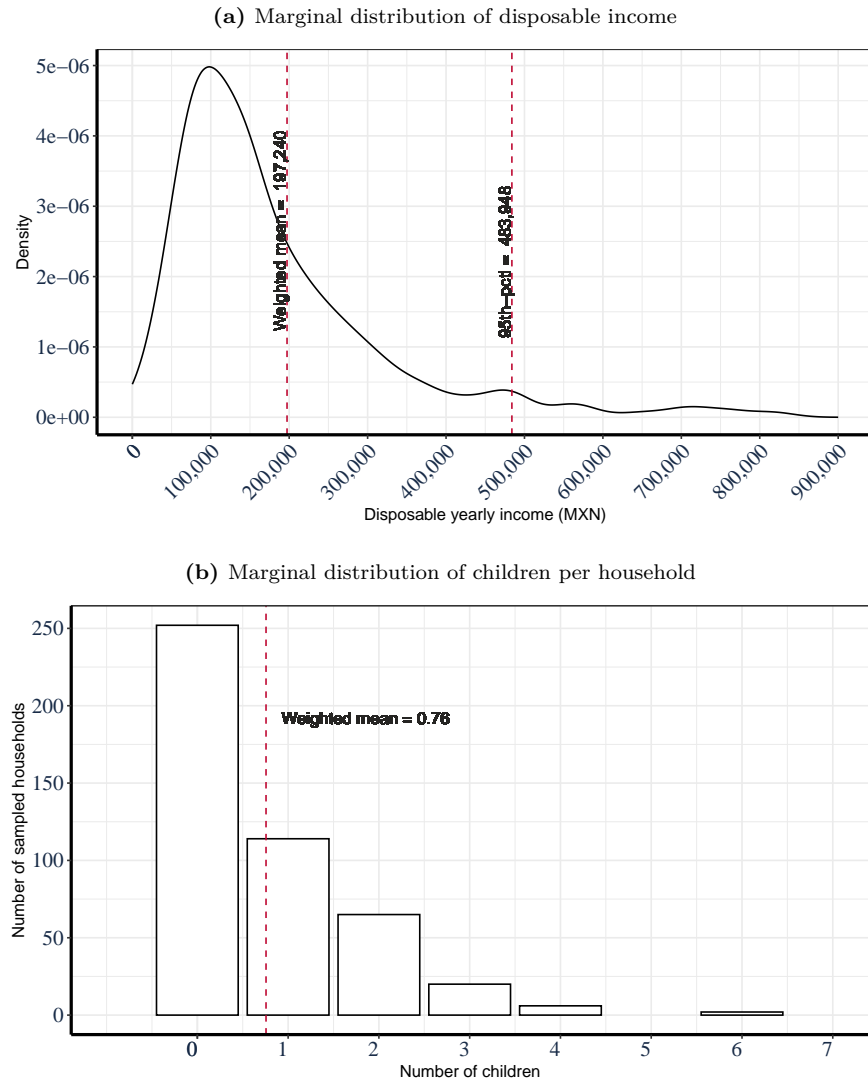 (a) Marginal distribution of disposable income
5e−06
4e−06
3e−06
2e−06
1e−06
0e+00
Density
Weighted mean = 197,240
95th−pctl = 483,948
0
100,000
200,000
300,000
400,000
500,000
600,000
700,000
800,000
900,000
Disposable yearly income (MXN)
(b) Marginal distribution of children per household
250
200
150
100
50
0
Number of sampled households
Weighted mean = 0.76
0 1 2 3 4 5 6 7
Number of children